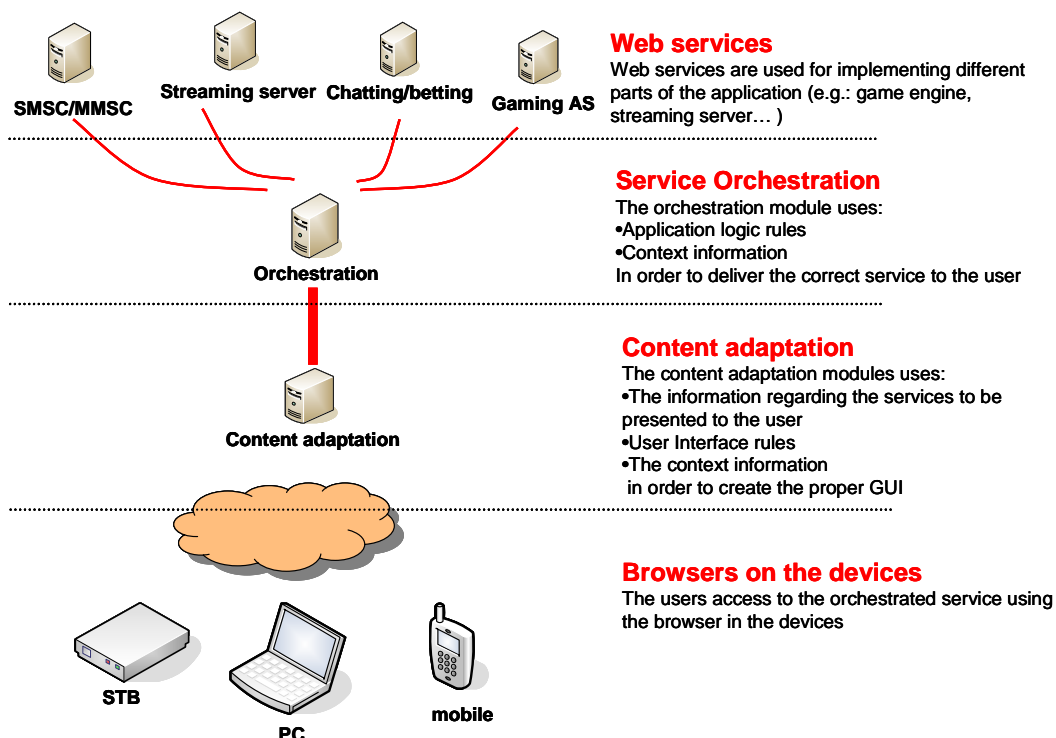 SMSC/MMSC
Streaming server
Chatting/betting
Gaming AS
Web services
Web services are used for implementing different
parts of the application (e.g.: game engine,
streaming server… )
Orchestration
Service Orchestration
The orchestration module uses:
•Application logic rules
•Context information
In order to deliver the correct service to the user
Content adaptation
Content adaptation
The content adaptation modules uses:
•The information regarding the services to be
presented to the user
•User Interface rules
•The context information
in order to create the proper GUI
Browsers on the devices
The users access to the orchestrated service using
the browser in the devices
STB
PC
mobile